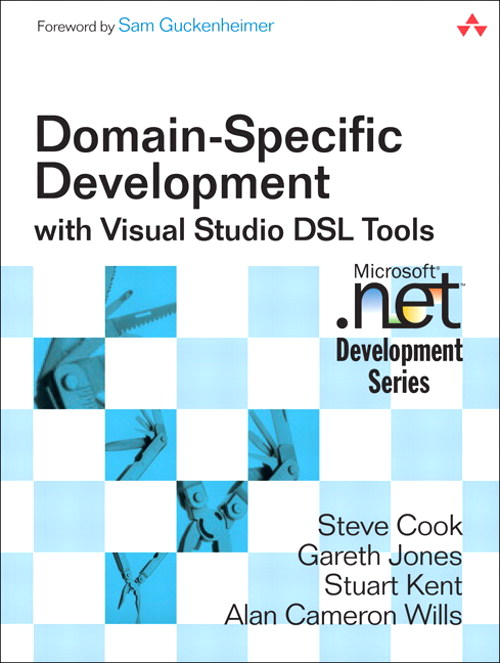 Foreword by Sam Guckenheimer
Domain-Specific
Development
with Visual Studio DSL Tools
Microsoft®
.net™
Development
Series
Steve Cook
Gareth Jones
Stuart Kent
Alan Cameron Wills